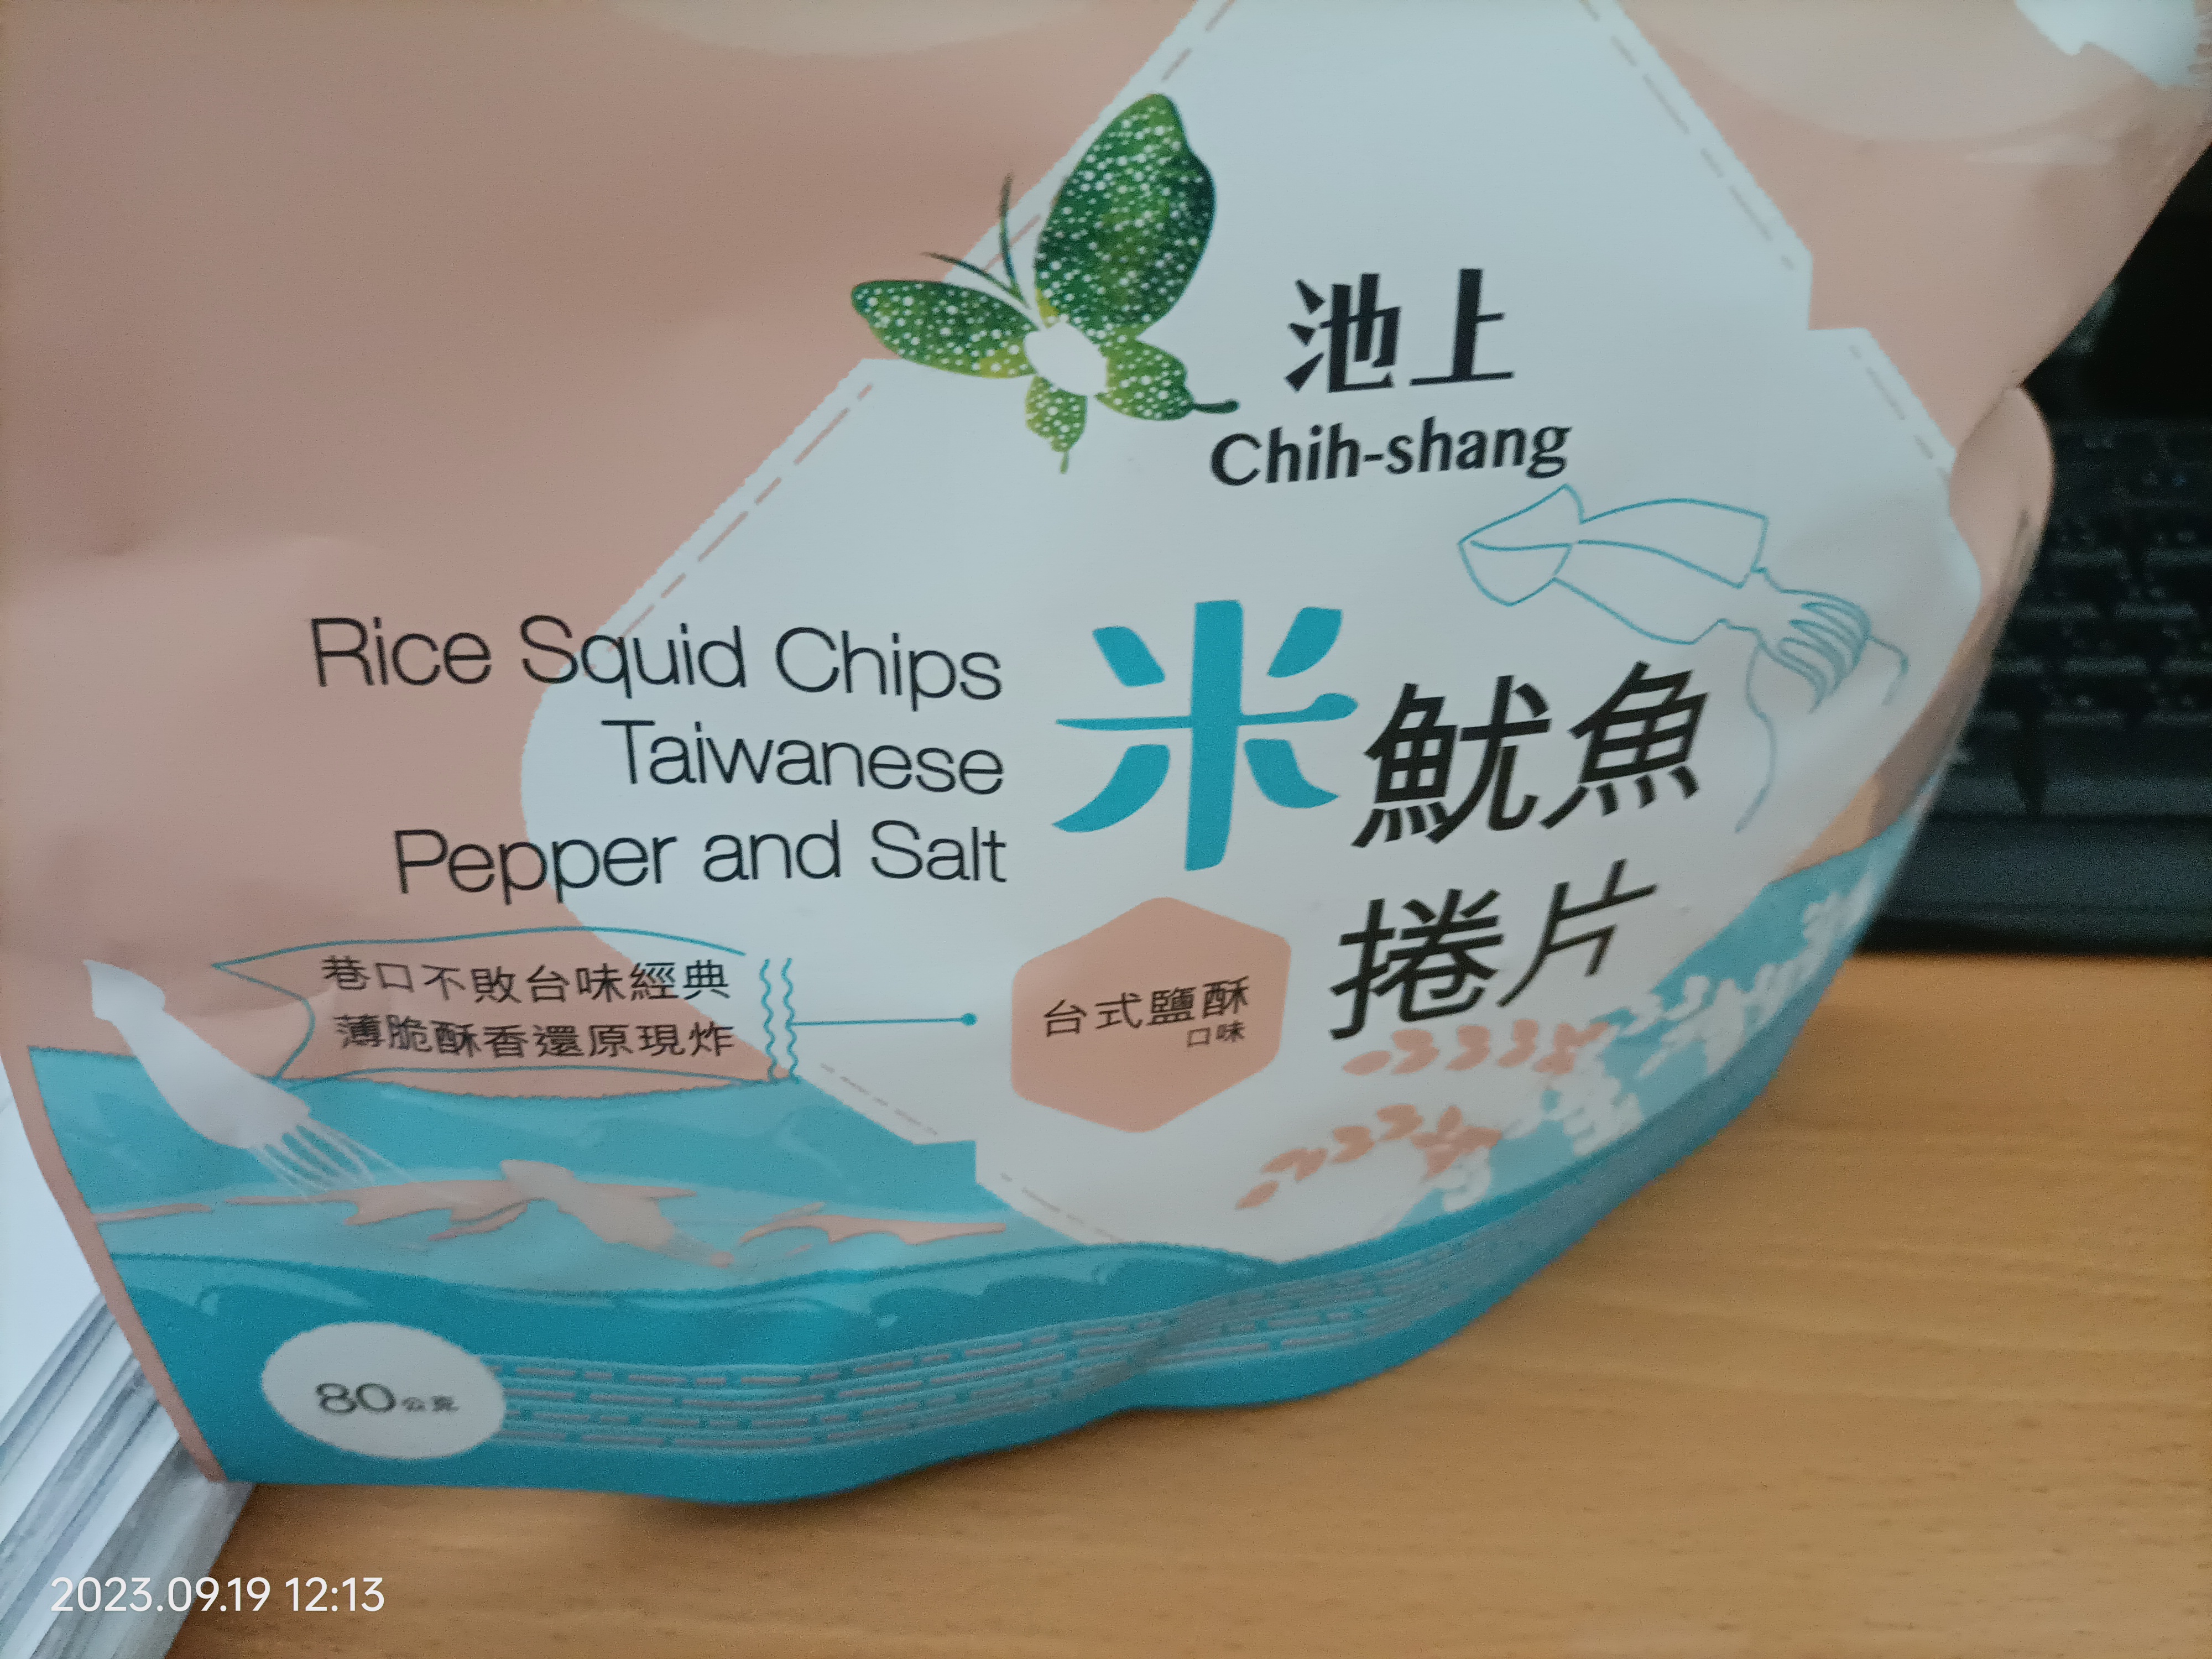 池上
Chih-shang
Rice Squid Chips
Taiwanese
Pepper and Salt
米魷魚
捲片
巷口不敗台味經典
薄脆酥香還原現炸
台式鹽酥
口味
80公克
2023.09.19 12:13